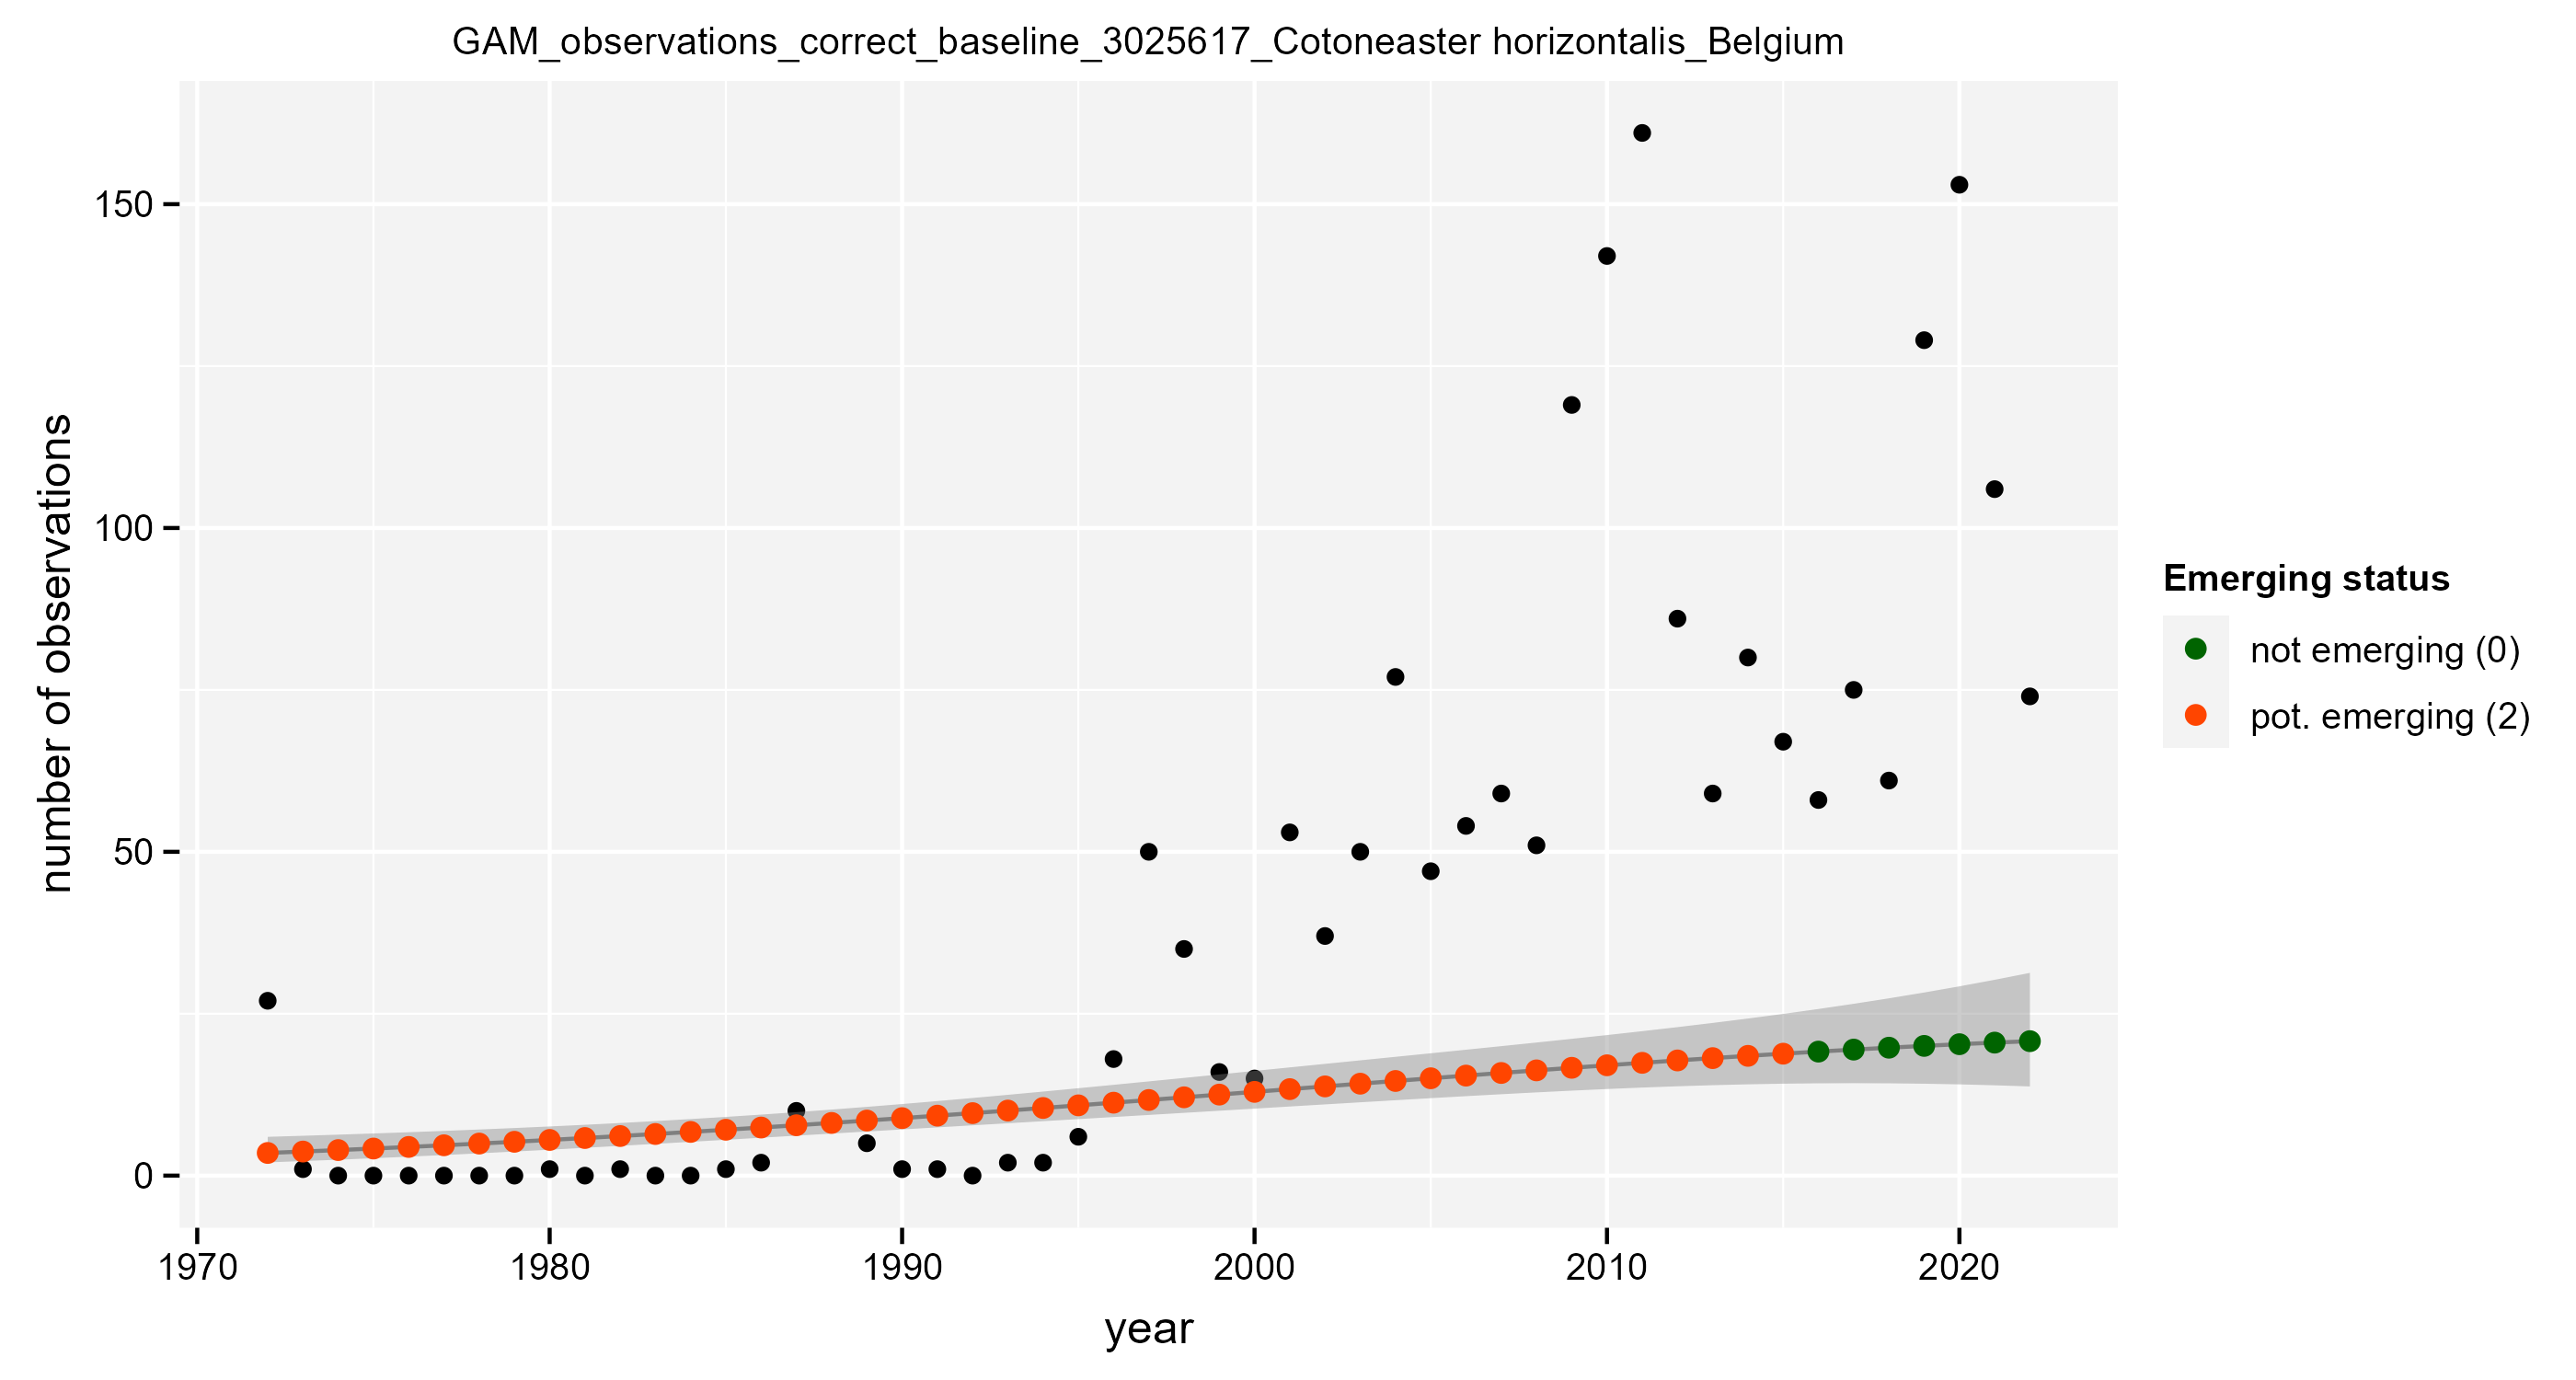 GAM_observations_correct_baseline_3025617_Cotoneaster horizontalis_Belgium
number of observations
150
100
50
0
1970
1980
1990
2000
2010
2020
year
Emerging status
not emerging (0)
pot. emerging (2)